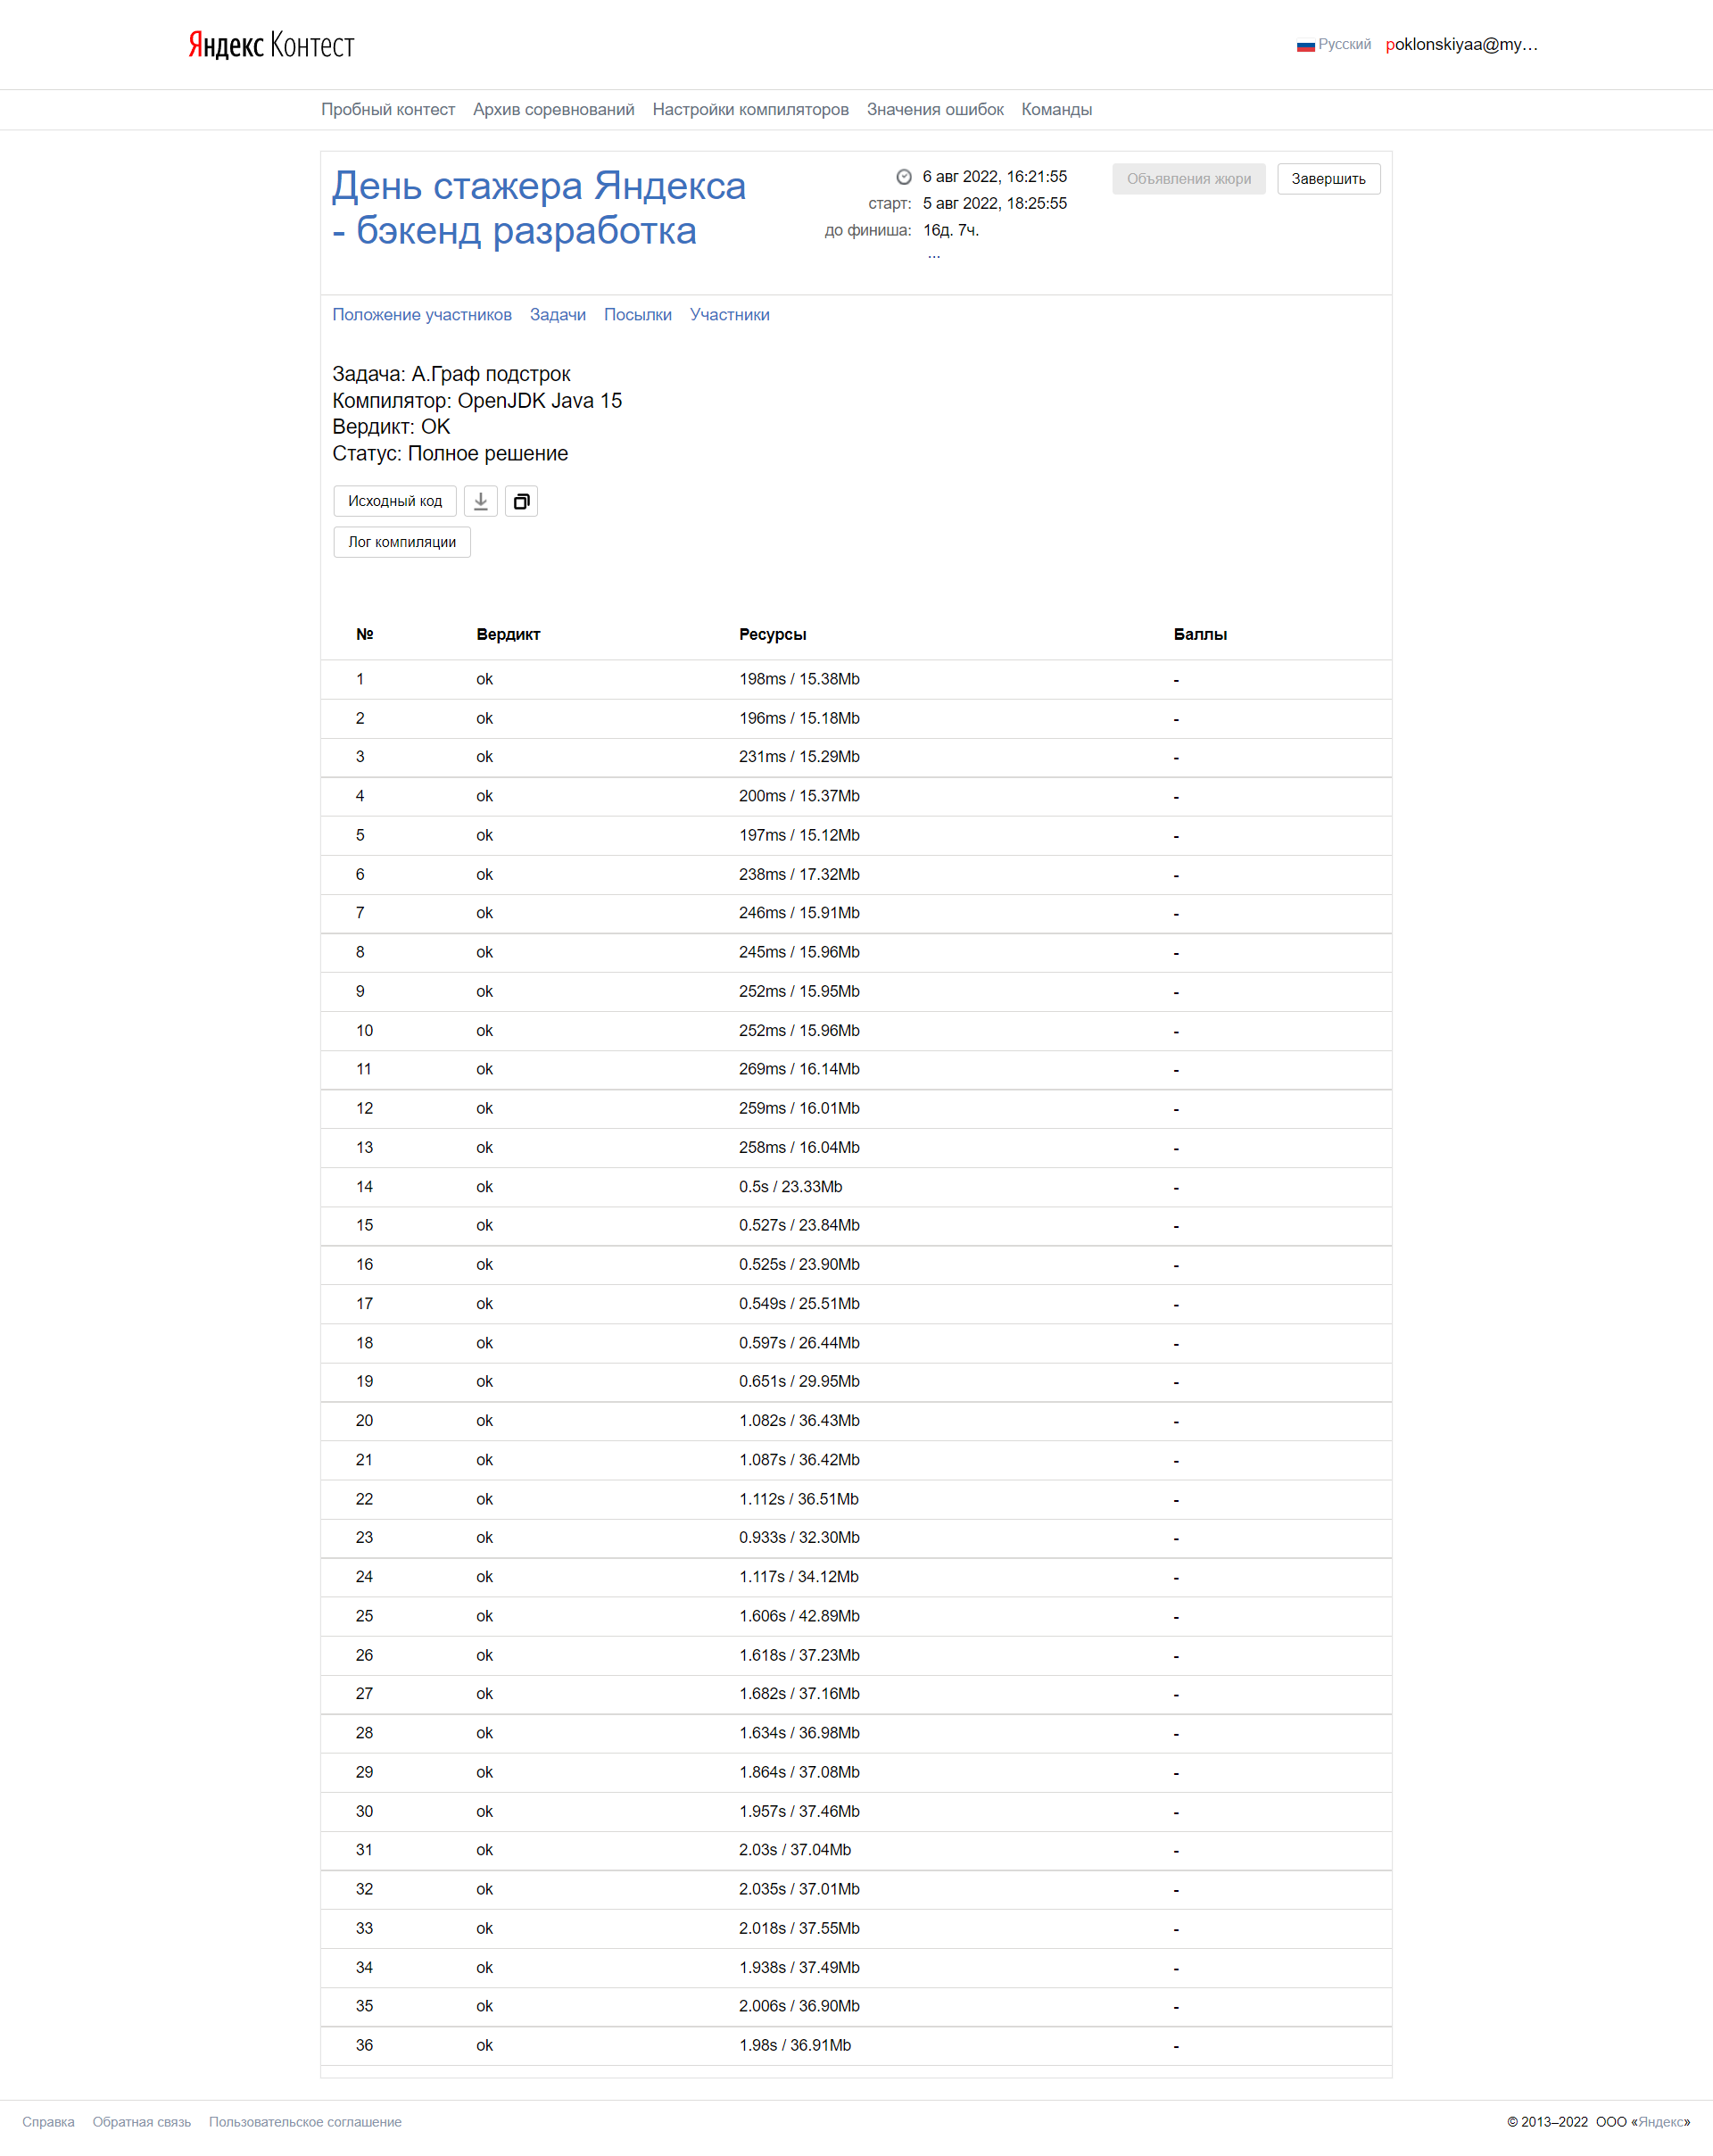 Яндекс Контест
Русский poklonskiyaa@my…
Пробный контест Архив соревнований Настройки компиляторов Значения ошибок Команды
День стажера Яндекса
- бэкенд разработка
6 авг 2022, 16:21:55
старт: 5 авг 2022, 18:25:55
до финиша: 16д. 7ч.
...
Объявления жюри Завершить
Положение участников Задачи Посылки Участники
Задача: A.Граф подстрок
Компилятор: OpenJDK Java 15
Вердикт: OK
Статус: Полное решение
Исходный код
Лог компиляции
№ Вердикт Ресурсы Баллы
1 ok 198ms / 15.38Mb -
2 ok 196ms / 15.18Mb -
3 ok 231ms / 15.29Mb -
4 ok 200ms / 15.37Mb -
5 ok 197ms / 15.12Mb -
6 ok 238ms / 17.32Mb -
7 ok 246ms / 15.91Mb -
8 ok 245ms / 15.96Mb -
9 ok 252ms / 15.95Mb -
10 ok 252ms / 15.96Mb -
11 ok 269ms / 16.14Mb -
12 ok 259ms / 16.01Mb -
13 ok 258ms / 16.04Mb -
14 ok 0.5s / 23.33Mb -
15 ok 0.527s / 23.84Mb -
16 ok 0.525s / 23.90Mb -
17 ok 0.549s / 25.51Mb -
18 ok 0.597s / 26.44Mb -
19 ok 0.651s / 29.95Mb -
20 ok 1.082s / 36.43Mb -
21 ok 1.087s / 36.42Mb -
22 ok 1.112s / 36.51Mb -
23 ok 0.933s / 32.30Mb -
24 ok 1.117s / 34.12Mb -
25 ok 1.606s / 42.89Mb -
26 ok 1.618s / 37.23Mb -
27 ok 1.682s / 37.16Mb -
28 ok 1.634s / 36.98Mb -
29 ok 1.864s / 37.08Mb -
30 ok 1.957s / 37.46Mb -
31 ok 2.03s / 37.04Mb -
32 ok 2.035s / 37.01Mb -
33 ok 2.018s / 37.55Mb -
34 ok 1.938s / 37.49Mb -
35 ok 2.006s / 36.90Mb -
36 ok 1.98s / 36.91Mb -
Справка Обратная связь Пользовательское соглашение © 2013–2022 ООО «Яндекс»